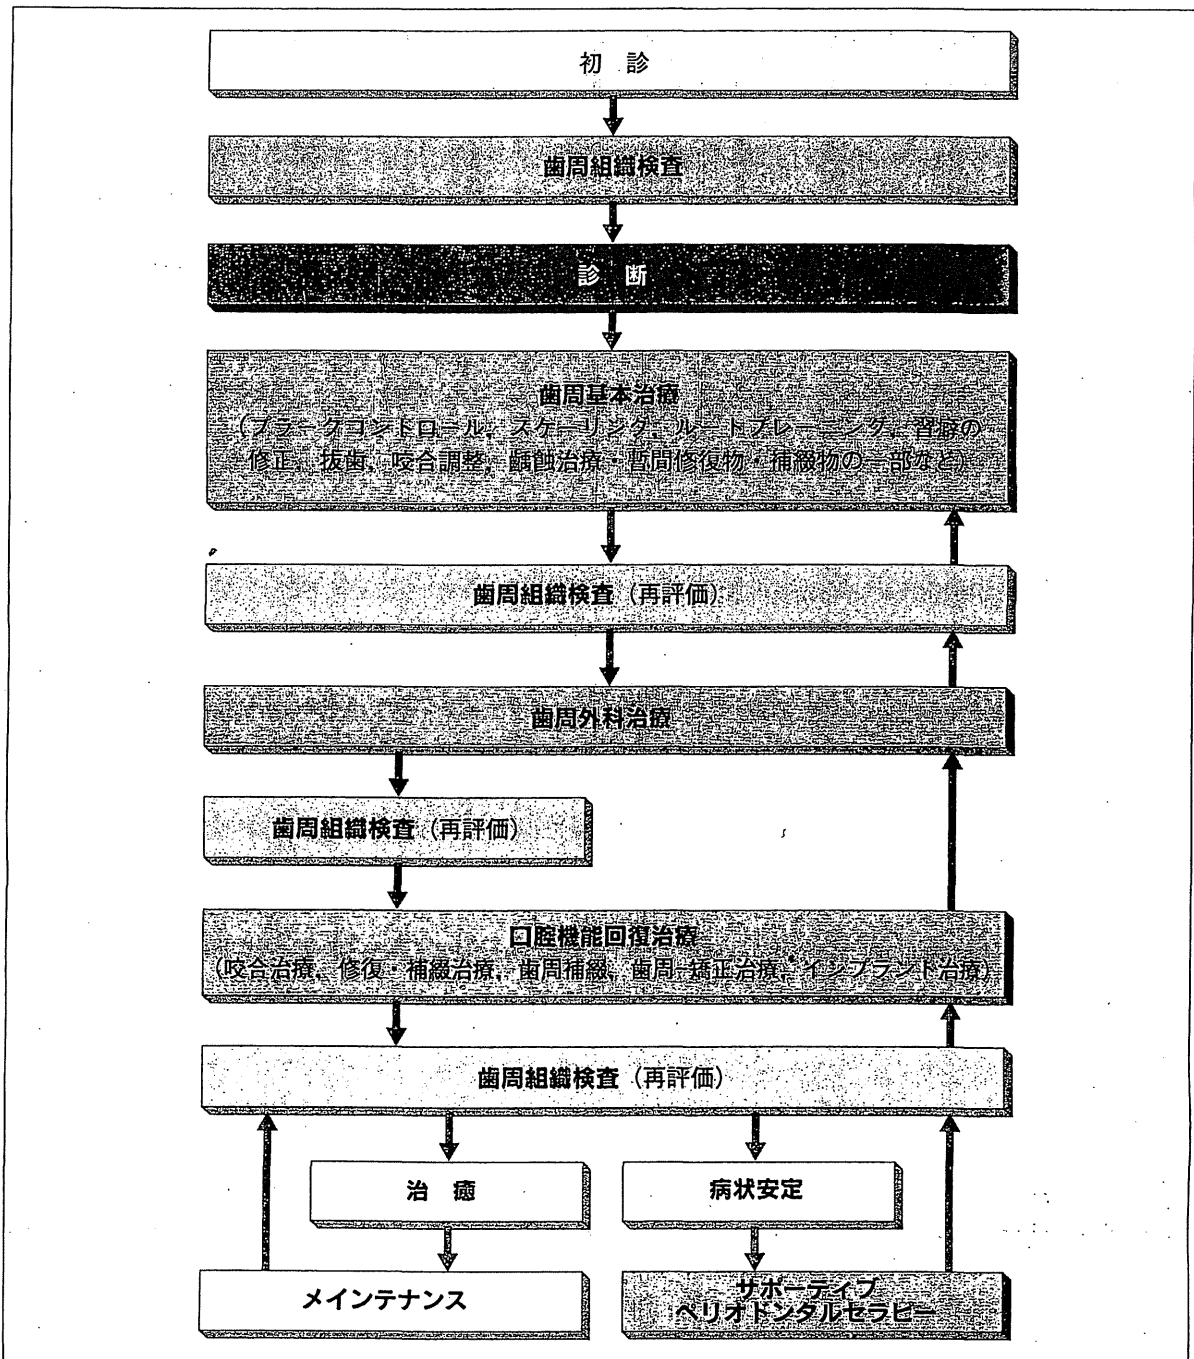 初 診
歯周組織検査
診 断
歯周基本治療
（プラークコントロール，スケーリング，ルートプレーニング，習癖の
修正，抜歯，咬合調整，齲蝕治療・暫間修復物・補綴物の一部など）
歯周組織検査（再評価）
歯周外科治療
歯周組織検査（再評価）
口腔機能回復治療
（咬合治療，修復・補綴治療，歯周補綴，歯周-矯正治療，インプラント治療）
歯周組織検査（再評価）
治 癒
病状安定
メインテナンス
サポーティブ
ペリオドンタルセラピー